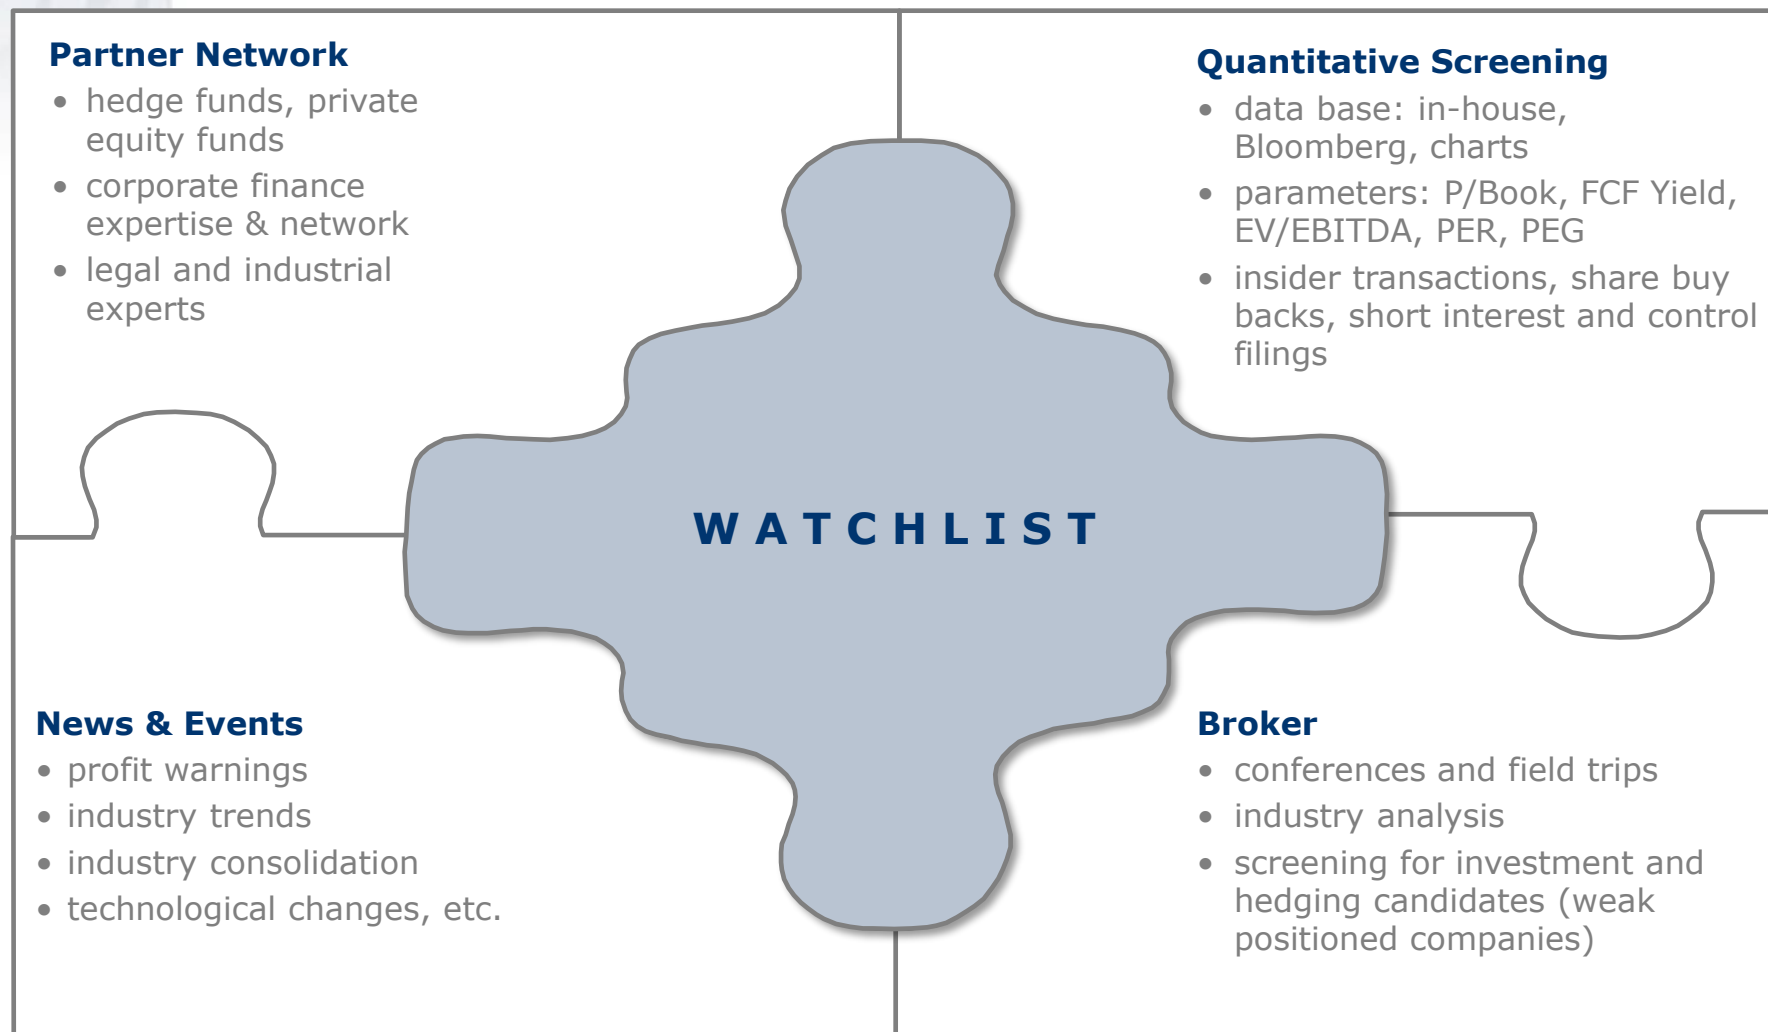 Partner Network
• hedge funds, private
equity funds
• corporate finance
expertise & network
• legal and industrial
experts
Quantitative Screening
• data base: in-house,
Bloomberg, charts
• parameters: P/Book, FCF Yield,
EV/EBITDA, PER, PEG
• insider transactions, share buy
backs, short interest and control
filings
WATCHLIST
News & Events
• profit warnings
• industry trends
• industry consolidation
• technological changes, etc.
Broker
• conferences and field trips
• industry analysis
• screening for investment and
hedging candidates (weak
positioned companies)